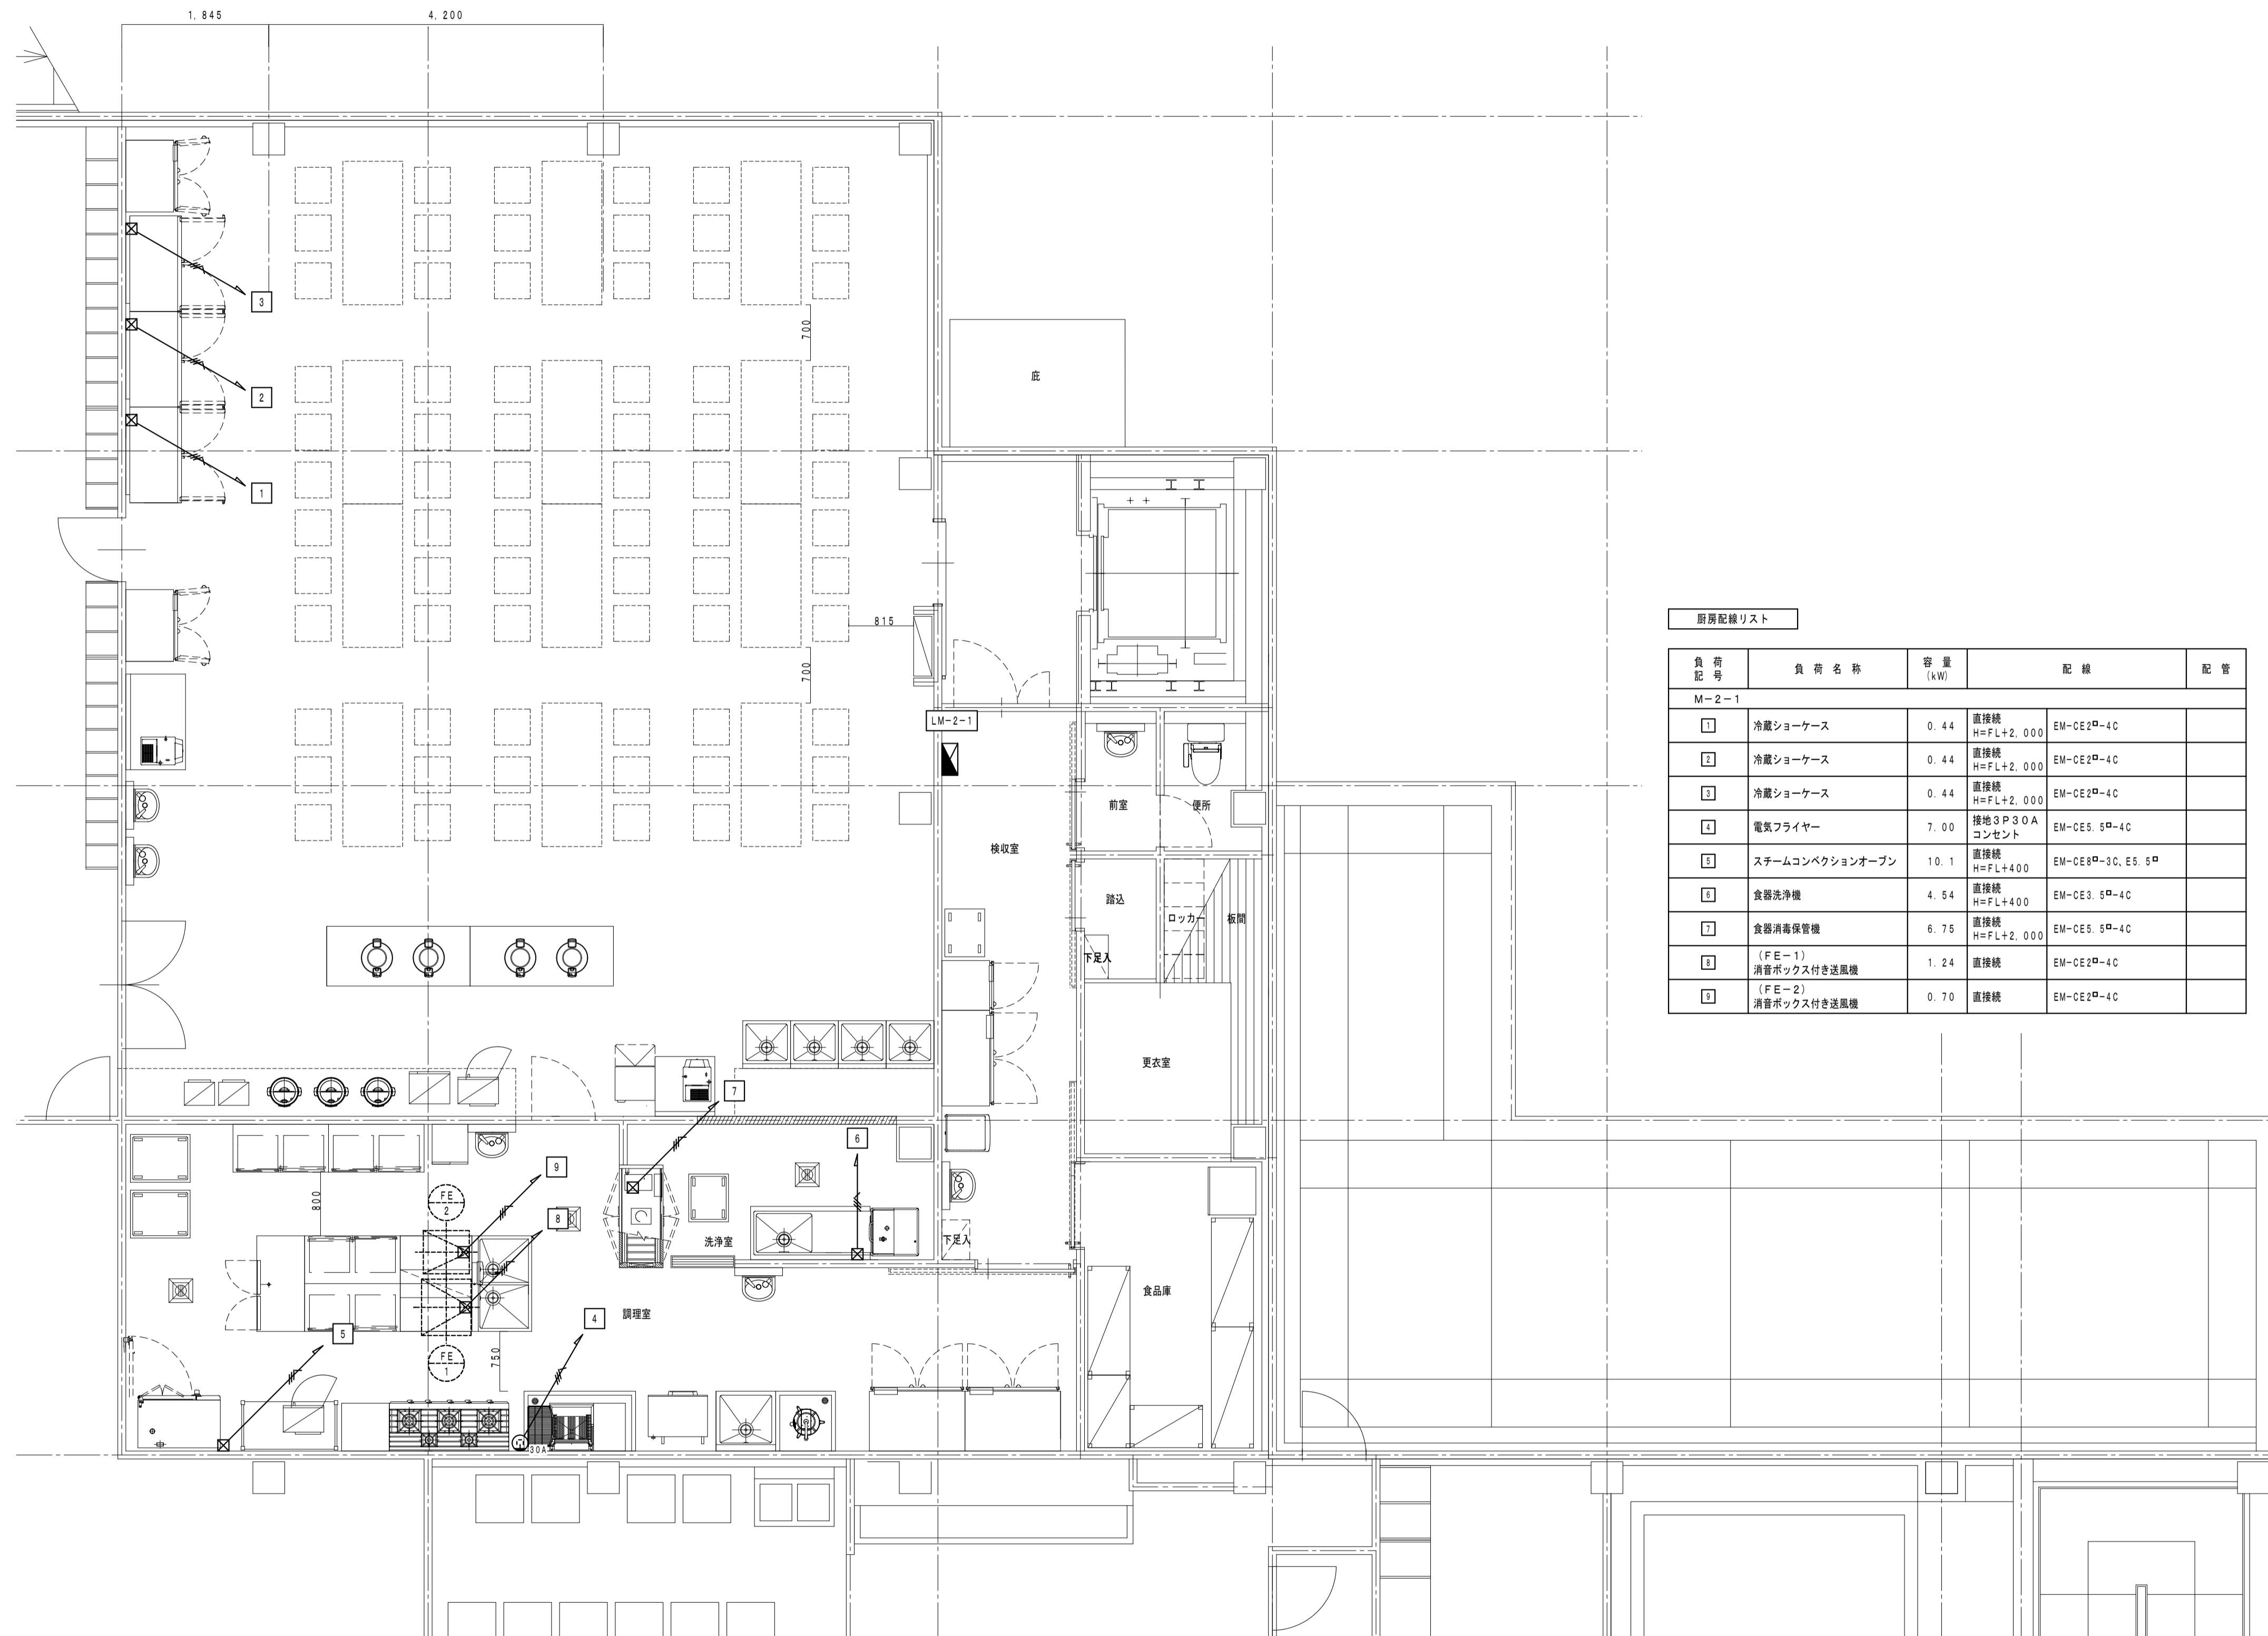 1,845
4,200
3
2
1
700
庇
815
700
LM-2-1
前室
便所
検収室
踏込
ロッカー
板間
下足入
更衣室
7
6
9
8
800
FE
2
洗浄室
下足入
食品庫
調理室
4
5
FE
1
750
30A
厨房配線リスト
負荷記号 負荷名称 容量(kW) 配線 配管
M-2-1
1 冷蔵ショーケース 0.44 直接続 H=FL+2,000 EM-CE2□-4C
2 冷蔵ショーケース 0.44 直接続 H=FL+2,000 EM-CE2□-4C
3 冷蔵ショーケース 0.44 直接続 H=FL+2,000 EM-CE2□-4C
4 電気フライヤー 7.00 接地3P30Aコンセント EM-CE5.5□-4C
5 スチームコンベクションオーブン 10.1 直接続 H=FL+400 EM-CE8□-3C、E5.5□
6 食器洗浄機 4.54 直接続 H=FL+400 EM-CE3.5□-4C
7 食器消毒保管機 6.75 直接続 H=FL+2,000 EM-CE5.5□-4C
8 (FE-1) 消音ボックス付き送風機 1.24 直接続 EM-CE2□-4C
9 (FE-2) 消音ボックス付き送風機 0.70 直接続 EM-CE2□-4C